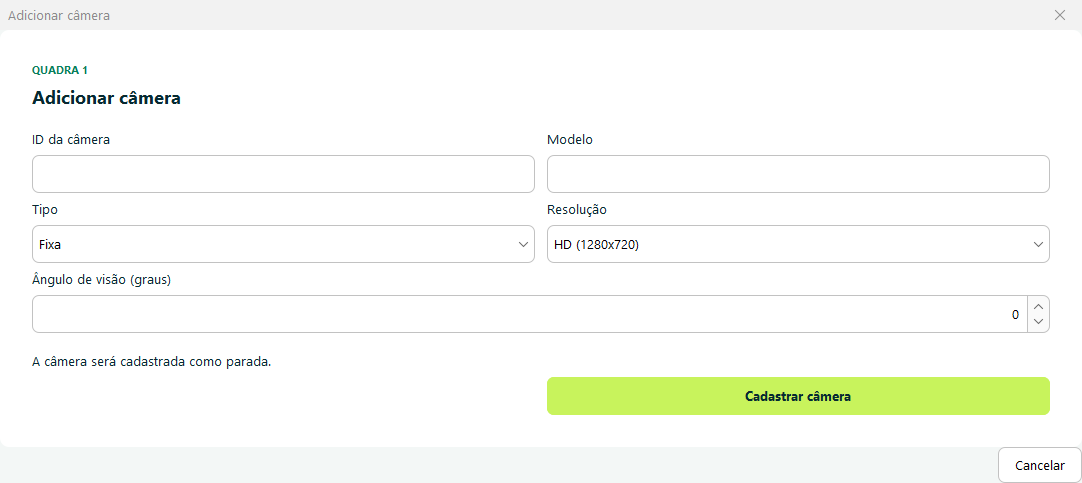 Adicionar câmera
QUADRA 1
Adicionar câmera
ID da câmera
Modelo
Tipo
Resolução
Fixa
HD (1280x720)
Ângulo de visão (graus)
0
A câmera será cadastrada como parada.
Cadastrar câmera
Cancelar